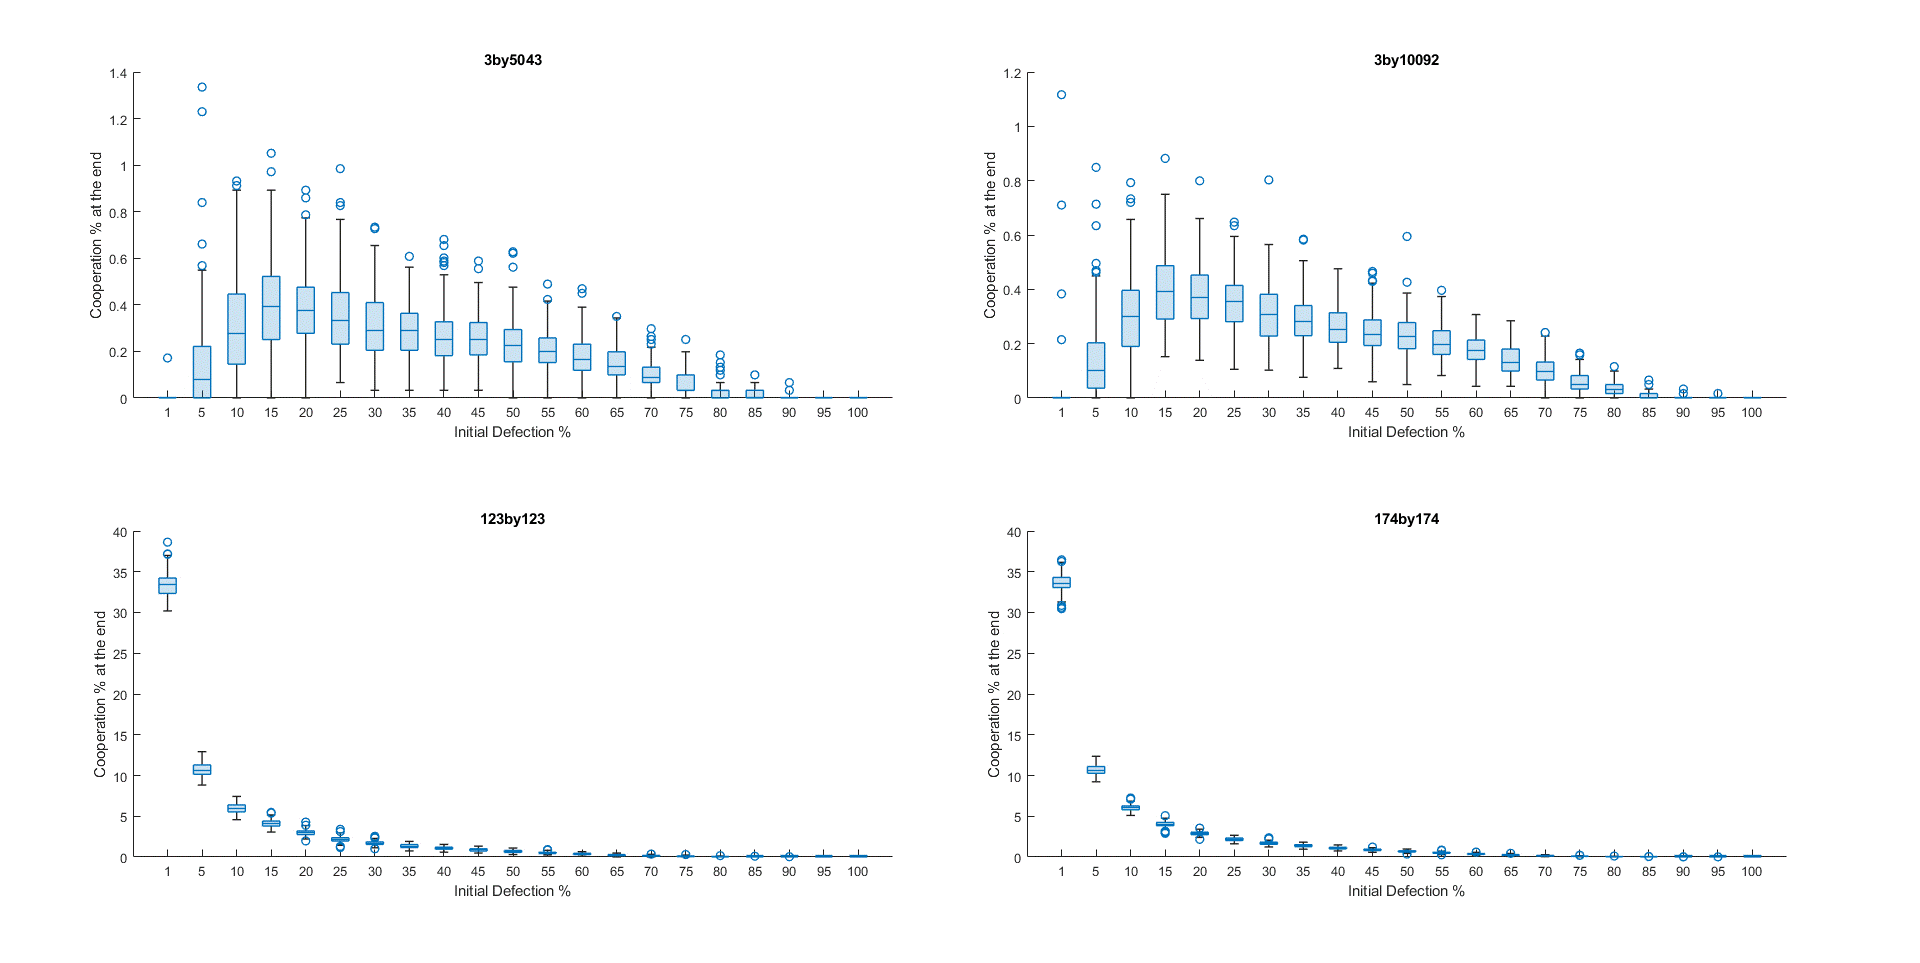 3by5043
1.4
1.2
1
0.8
0.6
0.4
0.2
0
Cooperation % at the end
1 5 10 15 20 25 30 35 40 45 50 55 60 65 70 75 80 85 90 95 100
Initial Defection %
3by10092
1.2
1
0.8
0.6
0.4
0.2
0
Cooperation % at the end
1 5 10 15 20 25 30 35 40 45 50 55 60 65 70 75 80 85 90 95 100
Initial Defection %
123by123
40
35
30
25
20
15
10
5
0
Cooperation % at the end
1 5 10 15 20 25 30 35 40 45 50 55 60 65 70 75 80 85 90 95 100
Initial Defection %
174by174
40
35
30
25
20
15
10
5
0
Cooperation % at the end
1 5 10 15 20 25 30 35 40 45 50 55 60 65 70 75 80 85 90 95 100
Initial Defection %